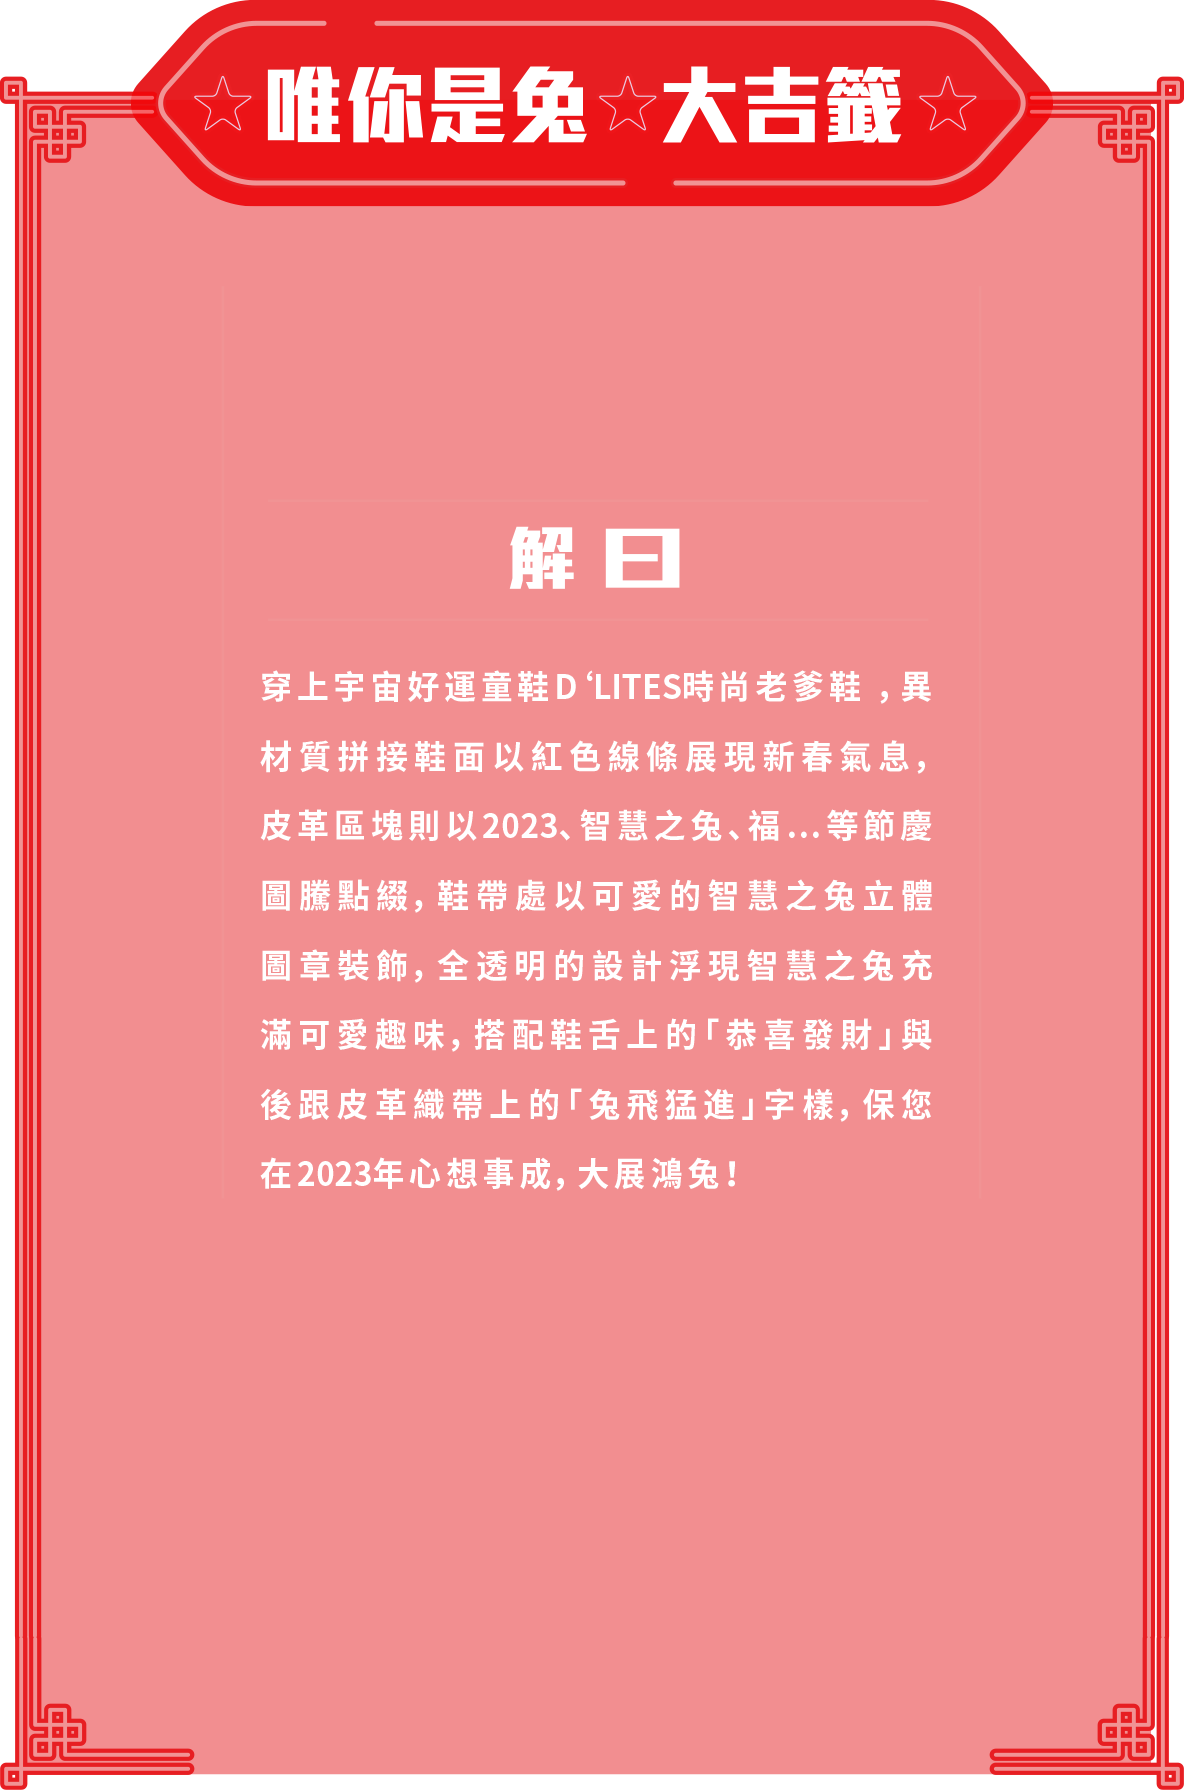 ☆唯你是兔☆大吉籤☆
解曰
穿上宇宙好運童鞋D‘LITES時尚老爹鞋 ，異
材質拼接鞋面以紅色線條展現新春氣息，
皮革區塊則以2023、智慧之兔、福…等節慶
圖騰點綴，鞋帶處以可愛的智慧之兔立體
圖章裝飾，全透明的設計浮現智慧之兔充
滿可愛趣味，搭配鞋舌上的「恭喜發財」與
後跟皮革織帶上的「兔飛猛進」字樣，保您
在2023年心想事成，大展鴻兔！